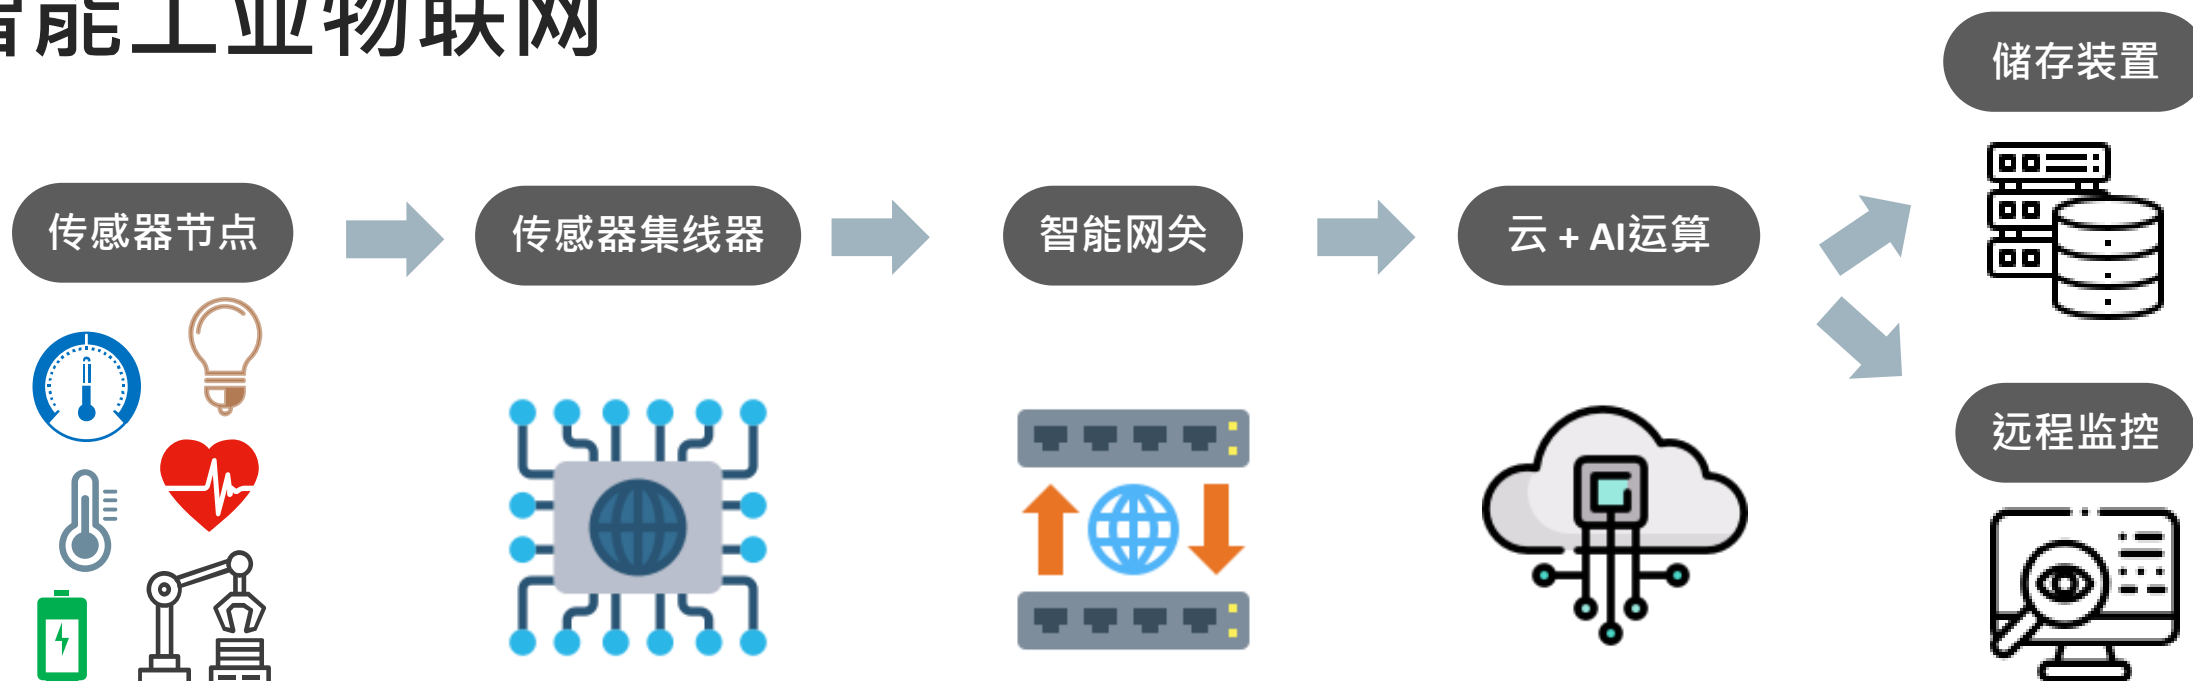 智能工业物联网
储存装置
传感器节点
传感器集线器
智能网关
云 + AI运算
远程监控